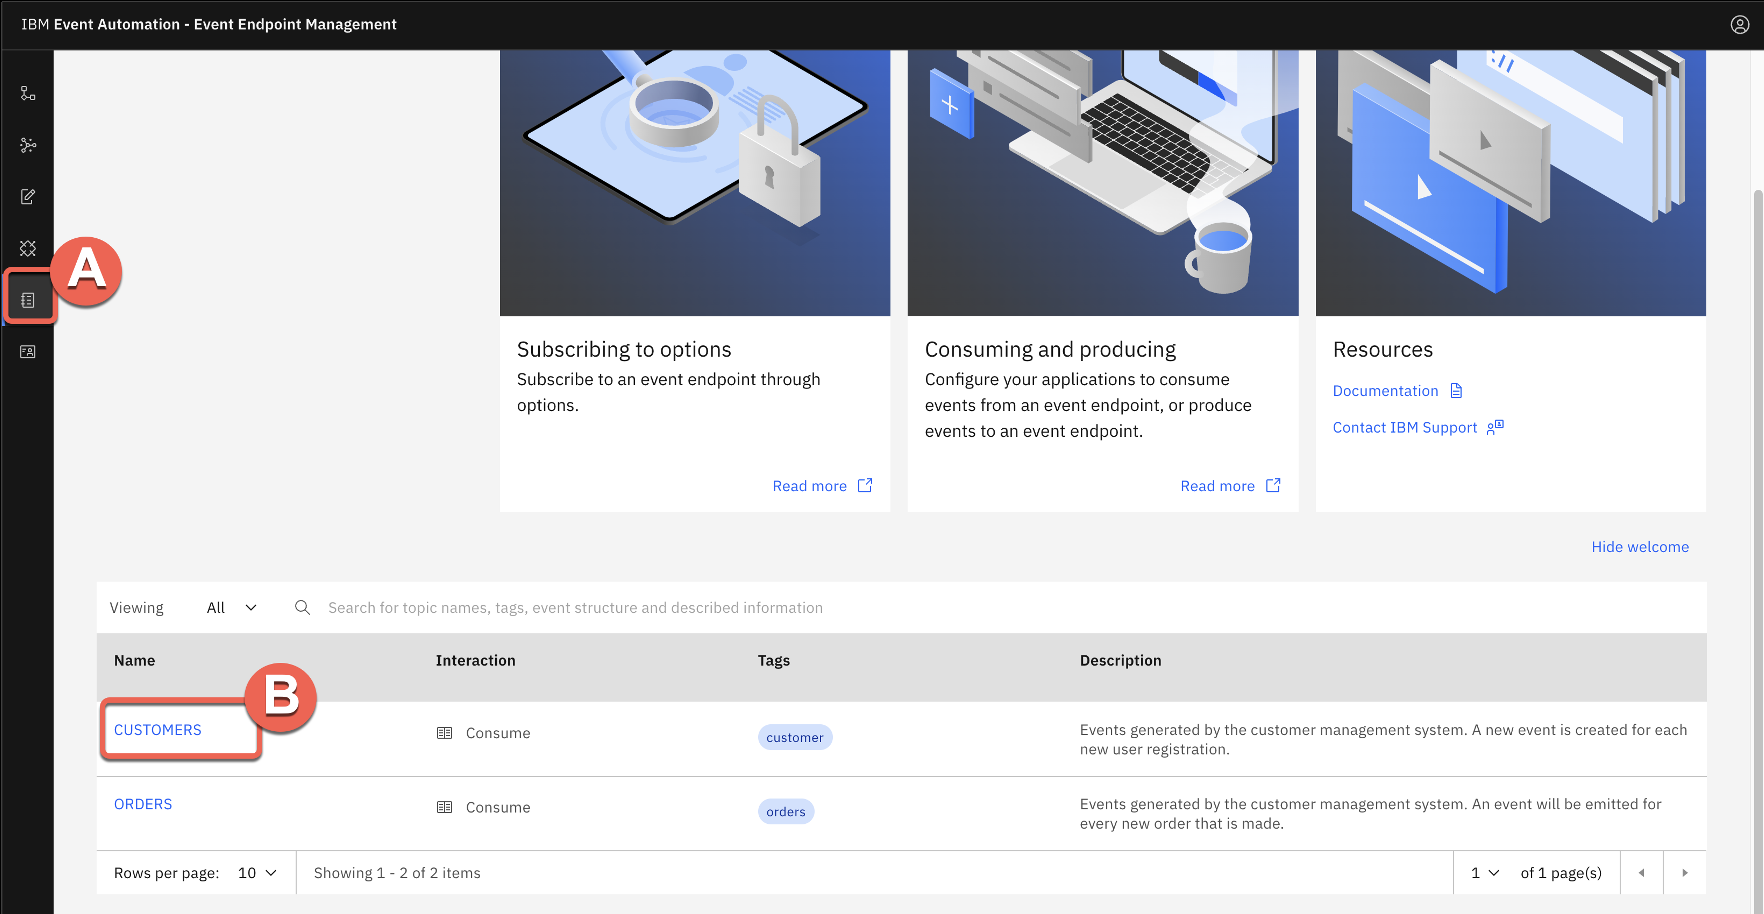 IBM Event Automation - Event Endpoint Management
A
Subscribing to options
Subscribe to an event endpoint through
options.
Read more
Consuming and producing
Configure your applications to consume
events from an event endpoint, or produce
events to an event endpoint.
Read more
Resources
Documentation
Contact IBM Support
Hide welcome
Viewing All Search for topic names, tags, event structure and described information
Name Interaction Tags Description
B
CUSTOMERS Consume customer Events generated by the customer management system. A new event is created for each
new user registration.
ORDERS Consume orders Events generated by the customer management system. An event will be emitted for
every new order that is made.
Rows per page: 10 Showing 1 - 2 of 2 items 1 of 1 page(s)